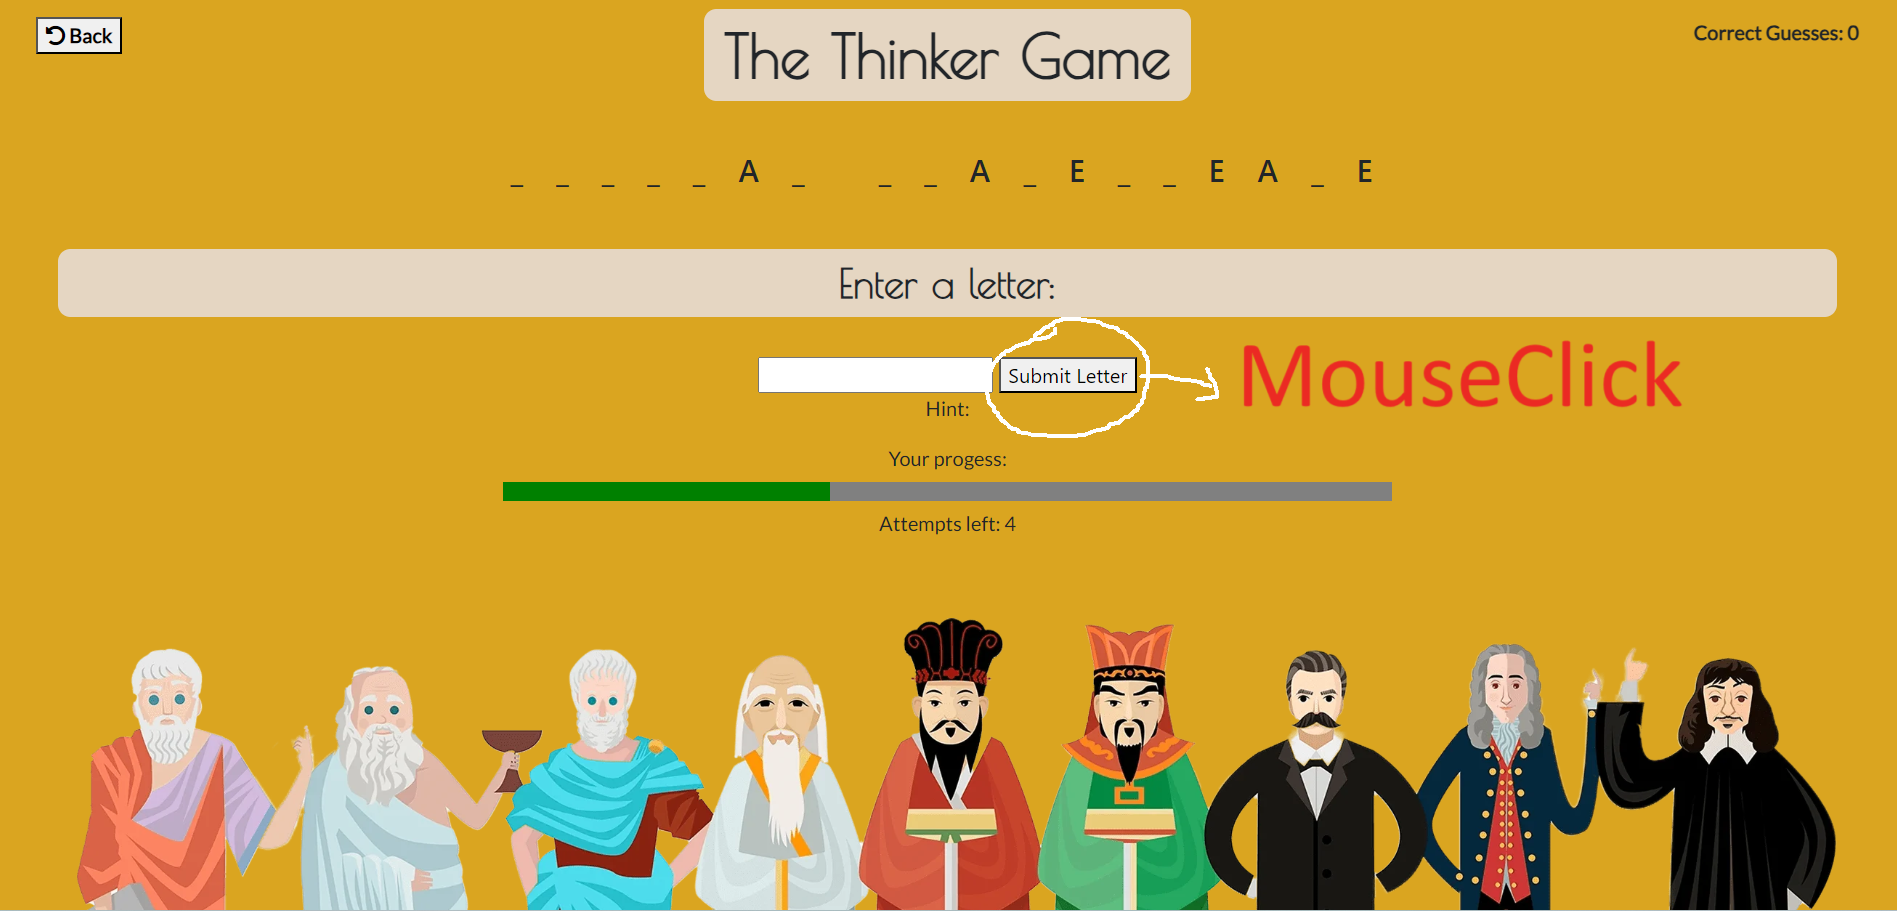 Back
The Thinker Game
Correct Guesses: 0
_ _ _ _ _ A _   _ _ A _ E _ _ E A _ E
Enter a letter:
Submit Letter
MouseClick
Hint:
Your progess:
Attempts left: 4